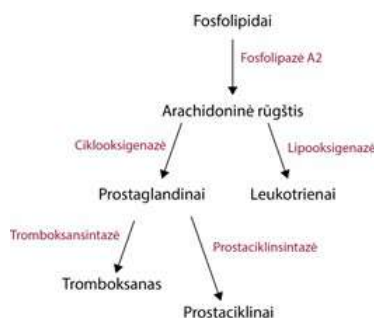 Fosfolipidai
Fosfolipazė A2
Arachidoninė rūgštis
Ciklooksigenazė
Lipooksigenazė
Prostaglandinai
Leukotrienai
Tromboksansintazė
Prostaciklinsintazė
Tromboksanas
Prostaciklinai